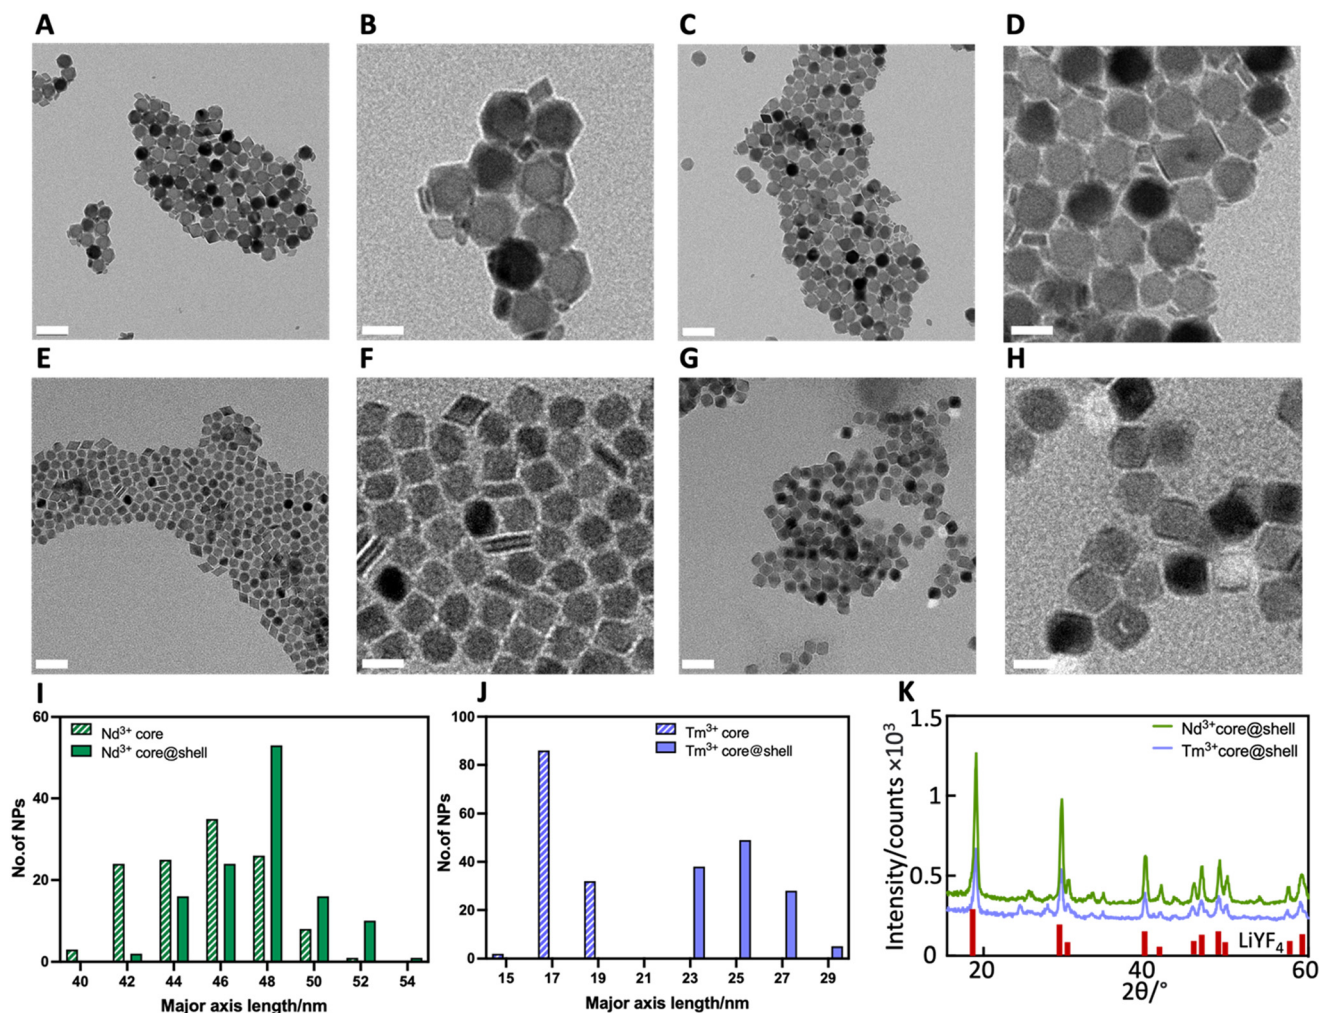 A
B
C
D
E
F
G
H
I
60
40
20
0
No.of NPs
Nd³⁺ core
Nd³⁺ core@shell
40 42 44 46 48 50 52 54
Major axis length/nm
J
100
80
60
40
20
0
No.of NPs
Tm³⁺ core
Tm³⁺ core@shell
15 17 19 21 23 25 27 29
Major axis length/nm
K
1.5
1
0.5
0
Intensity/counts ×10³
Nd³⁺core@shell
Tm³⁺core@shell
LiYF₄
20 40 60
2θ/°